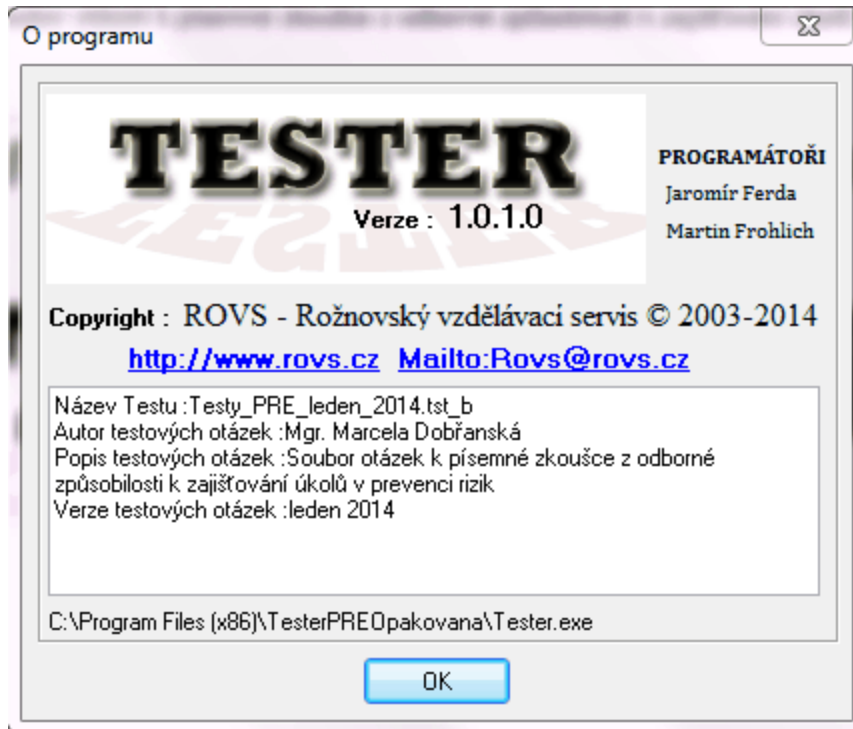 O programu
TESTER
Verze : 1.0.1.0
PROGRAMÁTOŘI
Jaromír Ferda
Martin Frohlich
Copyright : ROVS - Rožnovský vzdělávací servis © 2003-2014
http://www.rovs.cz Mailto:Rovs@rovs.cz
Název Testu :Testy_PRE_leden_2014.tst_b
Autor testových otázek :Mgr. Marcela Dobřanská
Popis testových otázek :Soubor otázek k písemné zkoušce z odborné
způsobilosti k zajišťování úkolů v prevenci rizik
Verze testových otázek :leden 2014
C:\Program Files (x86)\TesterPREOpakovana\Tester.exe
OK